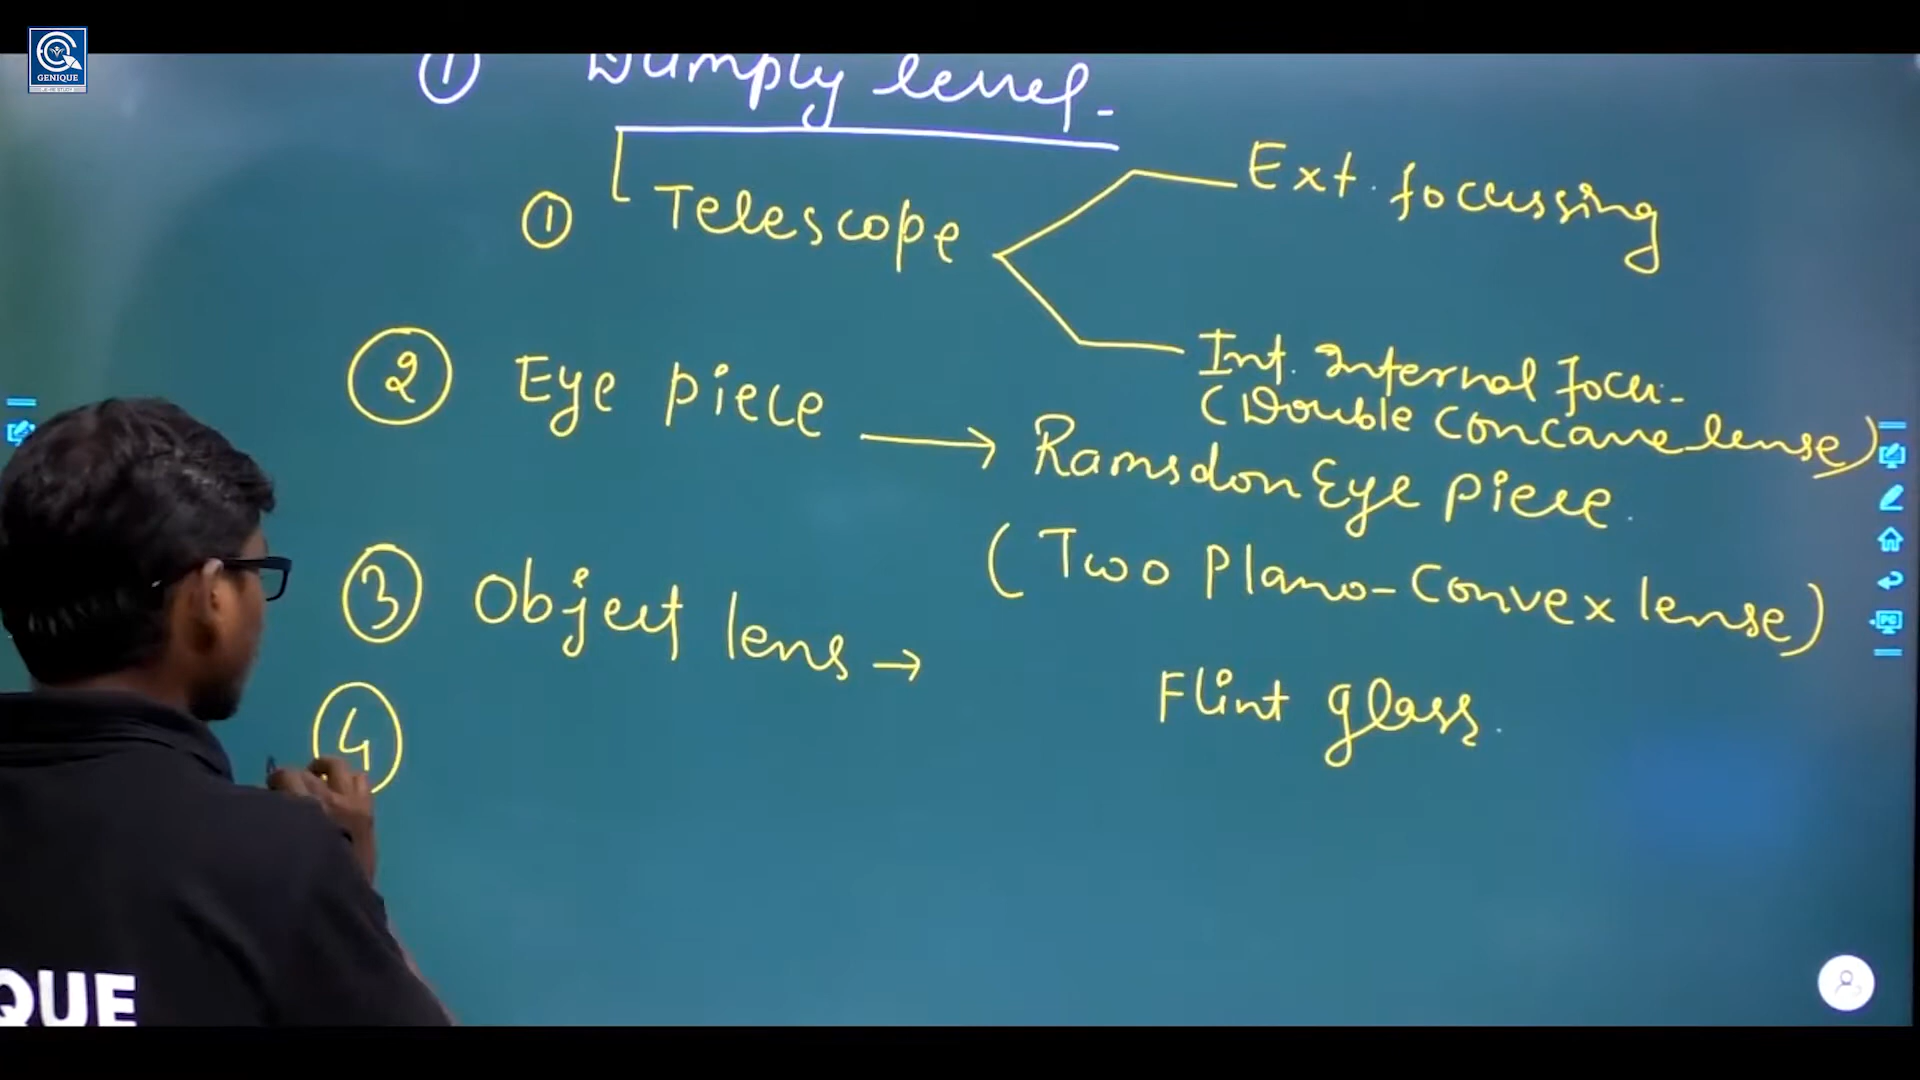 GENIQUE
① Dumply level-
① Telescope
Ext. focussing
Int. Internal focu.
(Double Concave lense)
② Eye piece → Ramsdon Eye piece.
(Two Plano-Convex lense)
③ Object lens →
Flint glass.
④
QUE